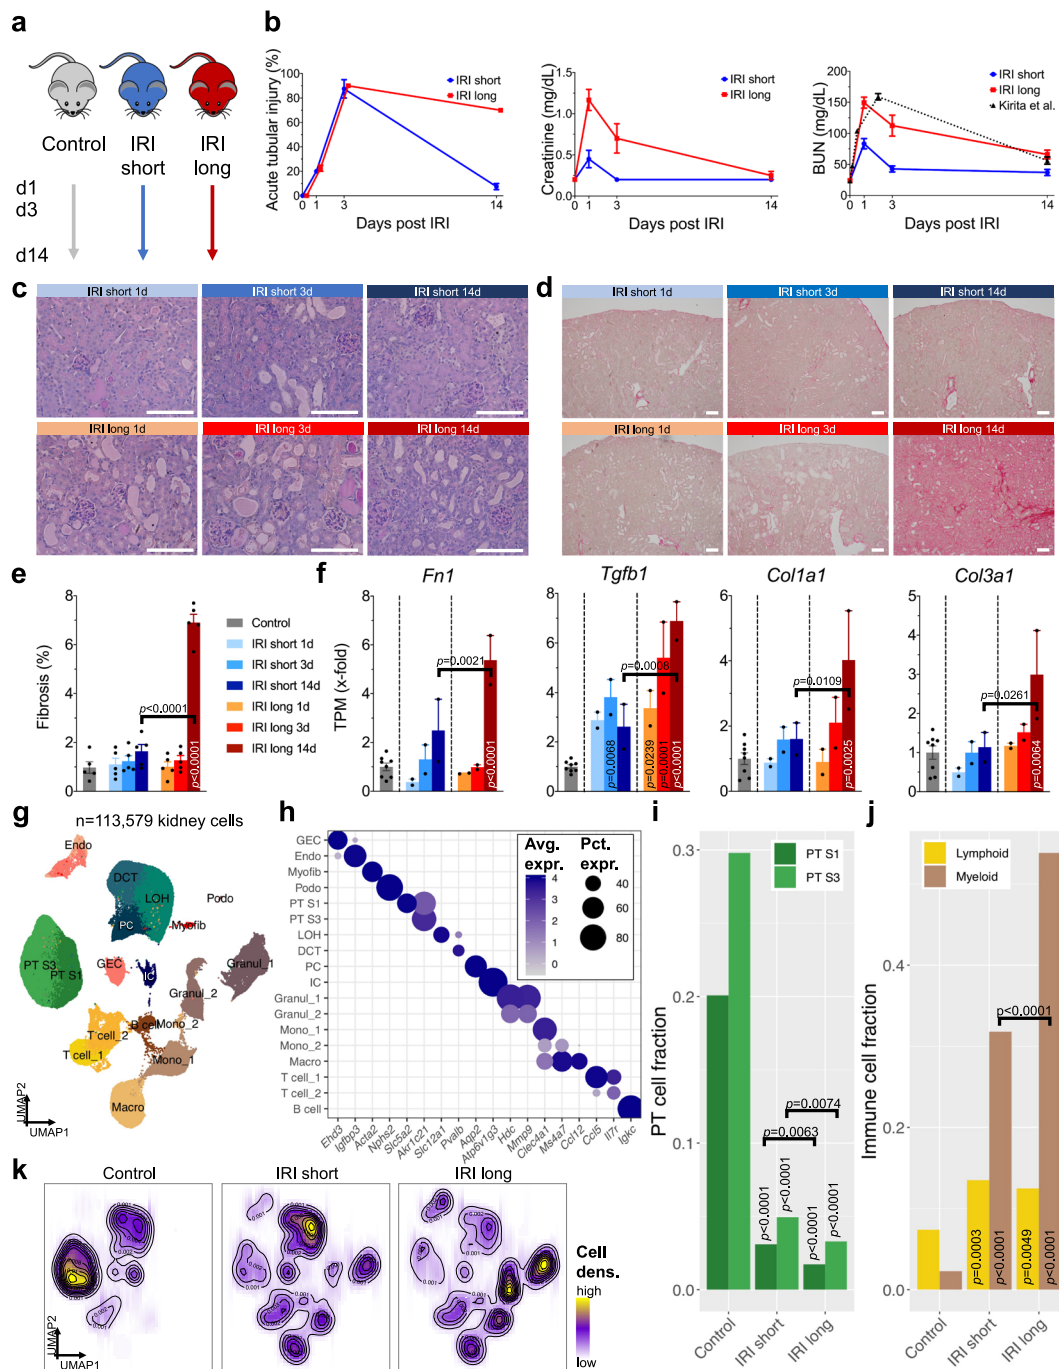 a
Control
IRI short
IRI long
d1
d3
d14
b
Acute tubular injury (%)
100
80
60
40
20
0
0 1 3 14
Days post IRI
IRI short
IRI long
Creatinine (mg/dL)
1.5
1.0
0.5
0.0
0 1 3 14
Days post IRI
IRI short
IRI long
BUN (mg/dL)
200
150
100
50
0
0 1 3 14
Days post IRI
IRI short
IRI long
Kirita et al.
c
IRI short 1d
IRI short 3d
IRI short 14d
IRI long 1d
IRI long 3d
IRI long 14d
d
IRI short 1d
IRI short 3d
IRI short 14d
IRI long 1d
IRI long 3d
IRI long 14d
e
Fibrosis (%)
8
6
4
2
0
p<0.0001
p<0.0001
Control
IRI short 1d
IRI short 3d
IRI short 14d
IRI long 1d
IRI long 3d
IRI long 14d
f
Fn1
TPM (x-fold)
8
6
4
2
0
p=0.0021
p<0.0001
Tgfb1
8
6
4
2
0
p=0.0008
p=0.0068
p=0.0239
p=0.0001
p<0.0001
Col1a1
6
4
2
0
p=0.0109
p=0.0025
Col3a1
5
4
3
2
1
0
p=0.0261
p=0.0064
g
n=113,579 kidney cells
Endo
DCT
LOH
PC
Podo
Myofib
PT S3
PT S1
GEC
IC
Granul_1
Granul_2
B cell
Mono_2
T cell_2
T cell_1
Mono_1
Macro
UMAP2
UMAP1
h
GEC
Endo
Myofib
Podo
PT S1
PT S3
LOH
DCT
PC
IC
Granul_1
Granul_2
Mono_1
Mono_2
Macro
T cell_1
T cell_2
B cell
Avg. expr.
4
3
2
1
0
Pct. expr.
40
60
80
Ehd3
Igfbp3
Acta2
Nphs2
Slc5a2
Akr1c21
Slc12a1
Pvalb
Aqp2
Atp6v1g3
Hdc
Mmp9
Clec4a1
Ms4a7
Ccl12
Ccl5
Il7r
Igkc
i
PT cell fraction
0.3
0.2
0.1
0.0
PT S1
PT S3
p=0.0074
p=0.0063
p<0.0001
p<0.0001
p<0.0001
p<0.0001
Control
IRI short
IRI long
j
Immune cell fraction
0.4
0.2
0.0
Lymphoid
Myeloid
p<0.0001
p=0.0003
p<0.0001
p=0.0049
p<0.0001
Control
IRI short
IRI long
k
Control
IRI short
IRI long
UMAP2
UMAP1
Cell dens.
high
low